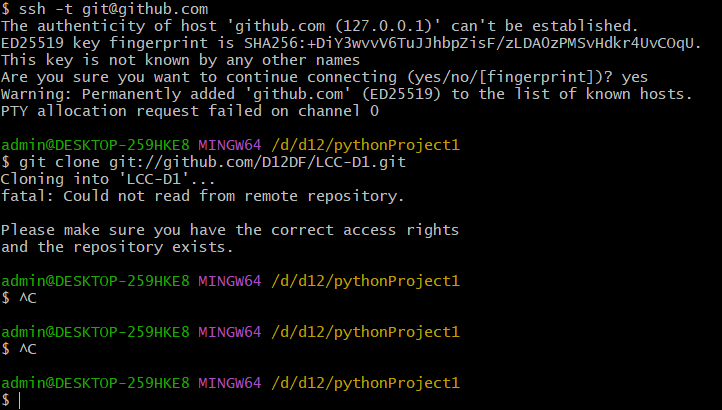 $ ssh -t git@github.com
The authenticity of host 'github.com (127.0.0.1)' can't be established.
ED25519 key fingerprint is SHA256:+DiY3wvvV6TuJJhbpZisF/zLDA0zPMSvHdkr4UvCOqU.
This key is not known by any other names
Are you sure you want to continue connecting (yes/no/[fingerprint])? yes
Warning: Permanently added 'github.com' (ED25519) to the list of known hosts.
PTY allocation request failed on channel 0
admin@DESKTOP-259HKE8 MINGW64 /d/d12/pythonProject1
$ git clone git://github.com/D12DF/LCC-D1.git
Cloning into 'LCC-D1'...
fatal: Could not read from remote repository.
Please make sure you have the correct access rights
and the repository exists.
admin@DESKTOP-259HKE8 MINGW64 /d/d12/pythonProject1
$ ^C
admin@DESKTOP-259HKE8 MINGW64 /d/d12/pythonProject1
$ ^C
admin@DESKTOP-259HKE8 MINGW64 /d/d12/pythonProject1
$